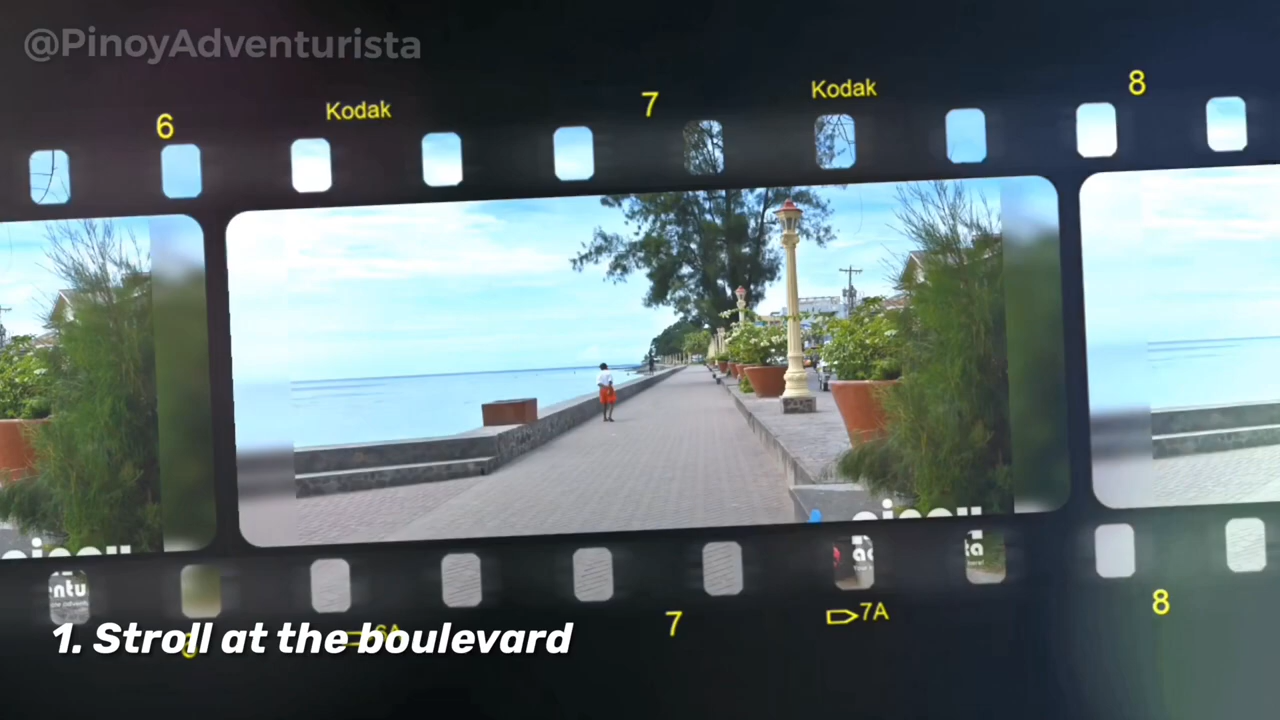 @PinoyAdventurista
6 Kodak 7 Kodak 8
7 7A 8
1. Stroll at the boulevard